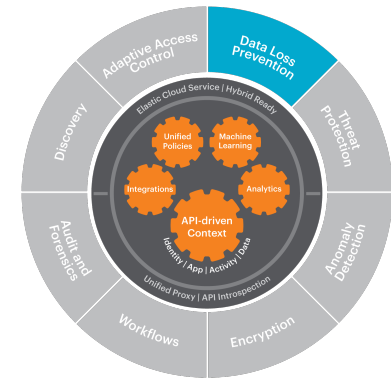 Adaptive Access
Control
Data Loss
Prevention
Threat
Protection
Anomaly
Detection
Encryption
Workflows
Audit and
Forensics
Discovery
Elastic Cloud Service | Hybrid Ready
Unified
Policies
Machine
Learning
Integrations
Analytics
API-driven
Context
Identity | App | Activity | Data
Unified Proxy | API Introspection